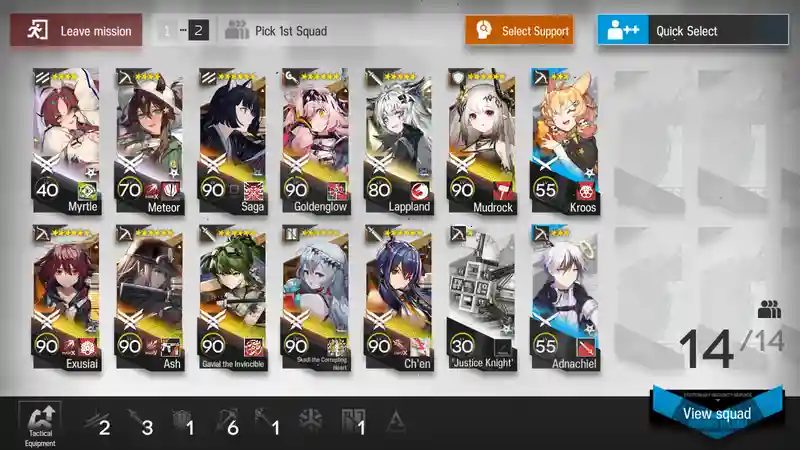 Leave mission
1 2
Pick 1st Squad
Select Support
Quick Select
40
Myrtle
70
Meteor
90
Saga
90
Goldenglow
80
Lappland
90
Mudrock
55
Kroos
90
Exusiai
90
Ash
90
Gavial the Invincible
90
Skadi the Corrupting Heart
90
Ch'en
30
'Justice Knight'
55
Adnachiel
14/14
Tactical Equipment
2
3
1
6
1
1
View squad